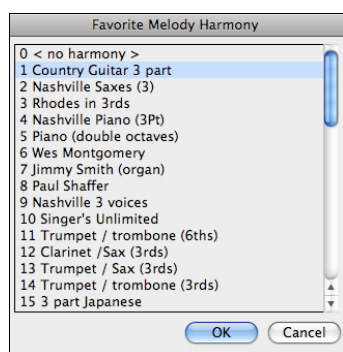 Favorite Melody Harmony
0 < no harmony >
1 Country Guitar 3 part
2 Nashville Saxes (3)
3 Rhodes in 3rds
4 Nashville Piano (3Pt)
5 Piano (double octaves)
6 Wes Montgomery
7 Jimmy Smith (organ)
8 Paul Shaffer
9 Nashville 3 voices
10 Singer's Unlimited
11 Trumpet / trombone (6ths)
12 Clarinet /Sax (3rds)
13 Trumpet / Sax (3rds)
14 Trumpet / trombone (3rds)
15 3 part Japanese
OK Cancel